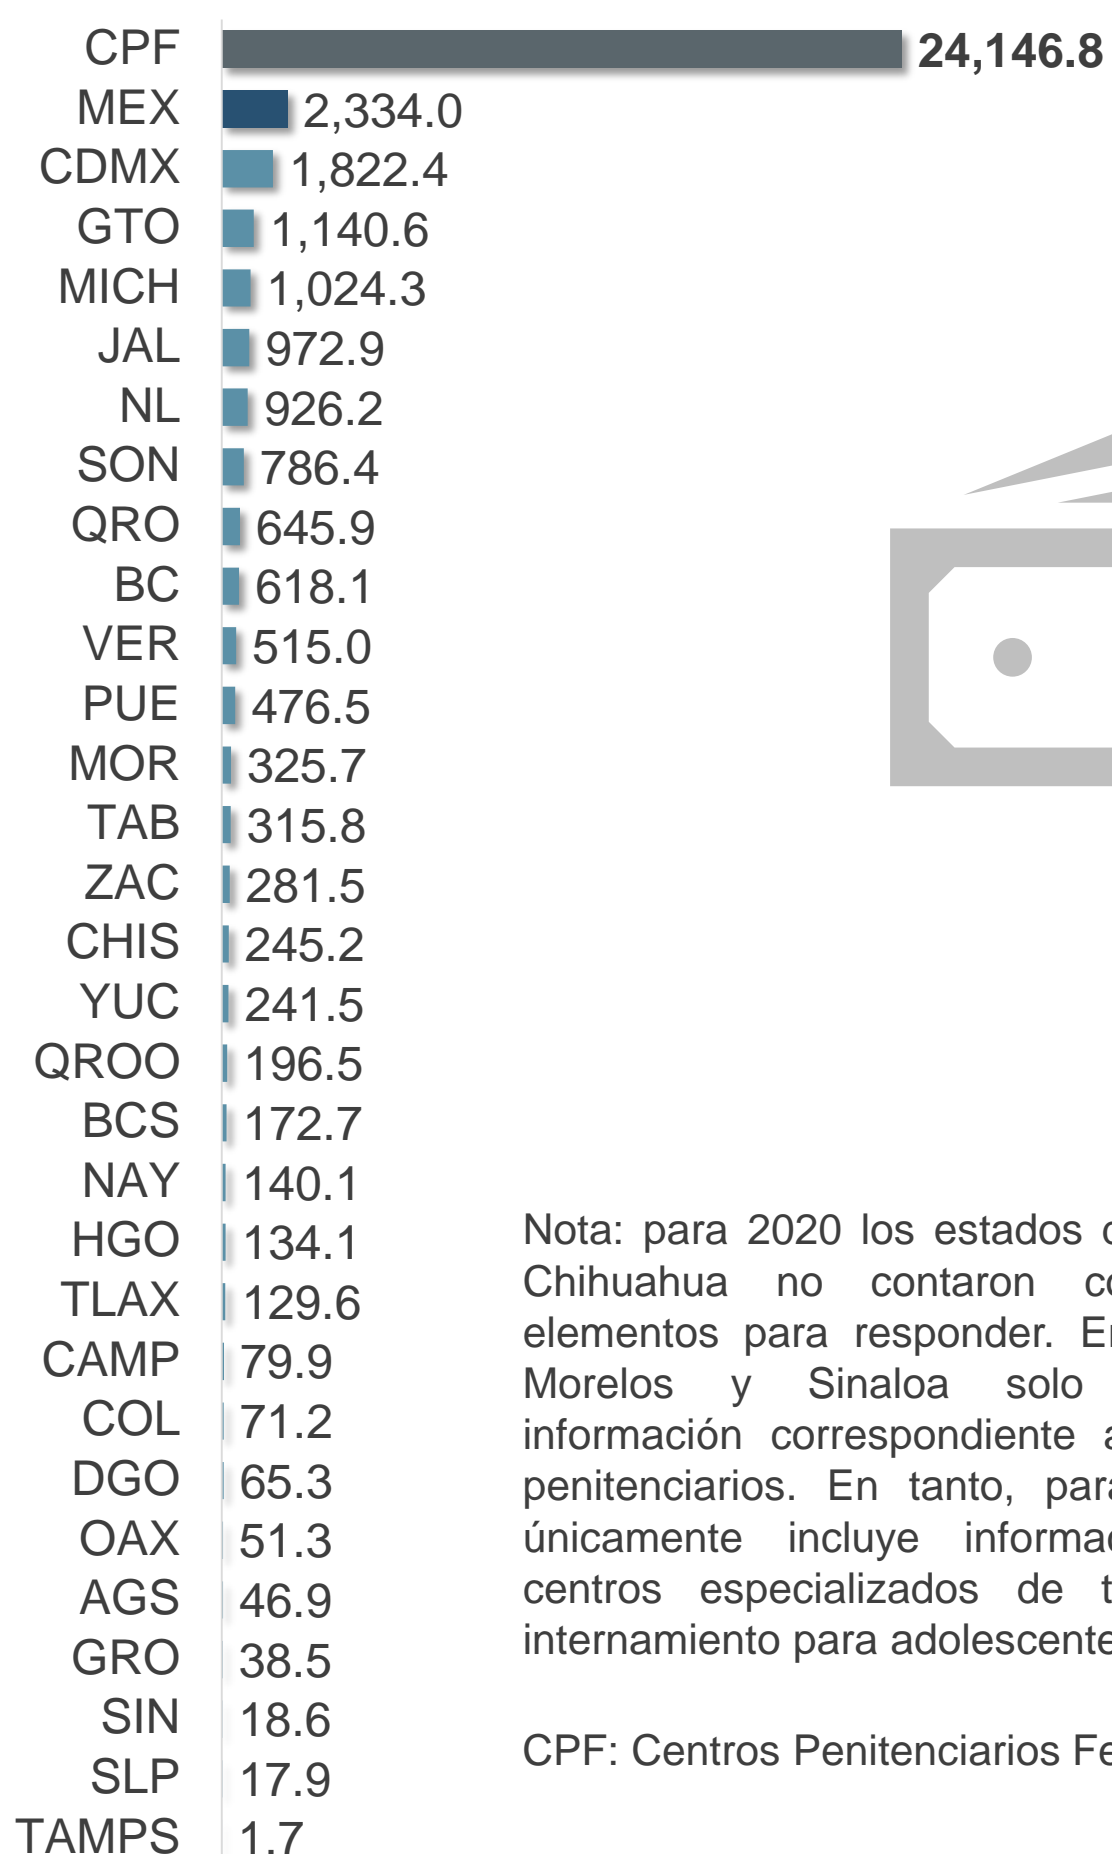 CPF 24,146.8
MEX 2,334.0
CDMX 1,822.4
GTO 1,140.6
MICH 1,024.3
JAL 972.9
NL 926.2
SON 786.4
QRO 645.9
BC 618.1
VER 515.0
PUE 476.5
MOR 325.7
TAB 315.8
ZAC 281.5
CHIS 245.2
YUC 241.5
QROO 196.5
BCS 172.7
NAY 140.1
HGO 134.1
TLAX 129.6
CAMP 79.9
COL 71.2
DGO 65.3
OAX 51.3
AGS 46.9
GRO 38.5
SIN 18.6
SLP 17.9
TAMPS 1.7
Nota: para 2020 los estados
Chihuahua no contaron
elementos para responder.
Morelos y Sinaloa solo
información correspondiente
penitenciarios. En tanto,
únicamente incluye
centros especializados de
internamiento para
CPF: Centros Penitenciarios